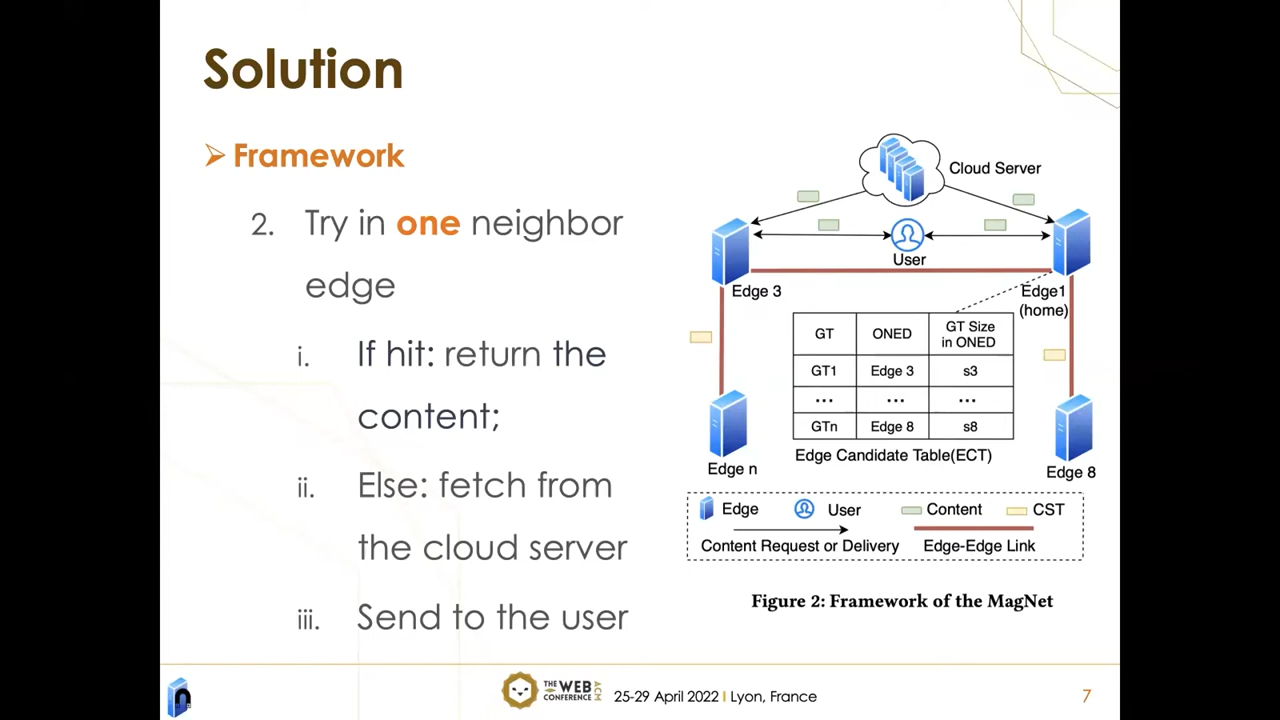 Solution
Framework
2. Try in one neighbor
edge
i. If hit: return the
content;
ii. Else: fetch from
the cloud server
iii. Send to the user
Cloud Server
User
Edge 3
Edge1
(home)
GT ONED GT Size
in ONED
GT1 Edge 3 s3
... ... ...
GTn Edge 8 s8
Edge Candidate Table(ECT)
Edge n
Edge 8
Edge User Content CST
Content Request or Delivery Edge-Edge Link
Figure 2: Framework of the MagNet
THE WEB CONFERENCE ACM
25-29 April 2022 I Lyon, France
7